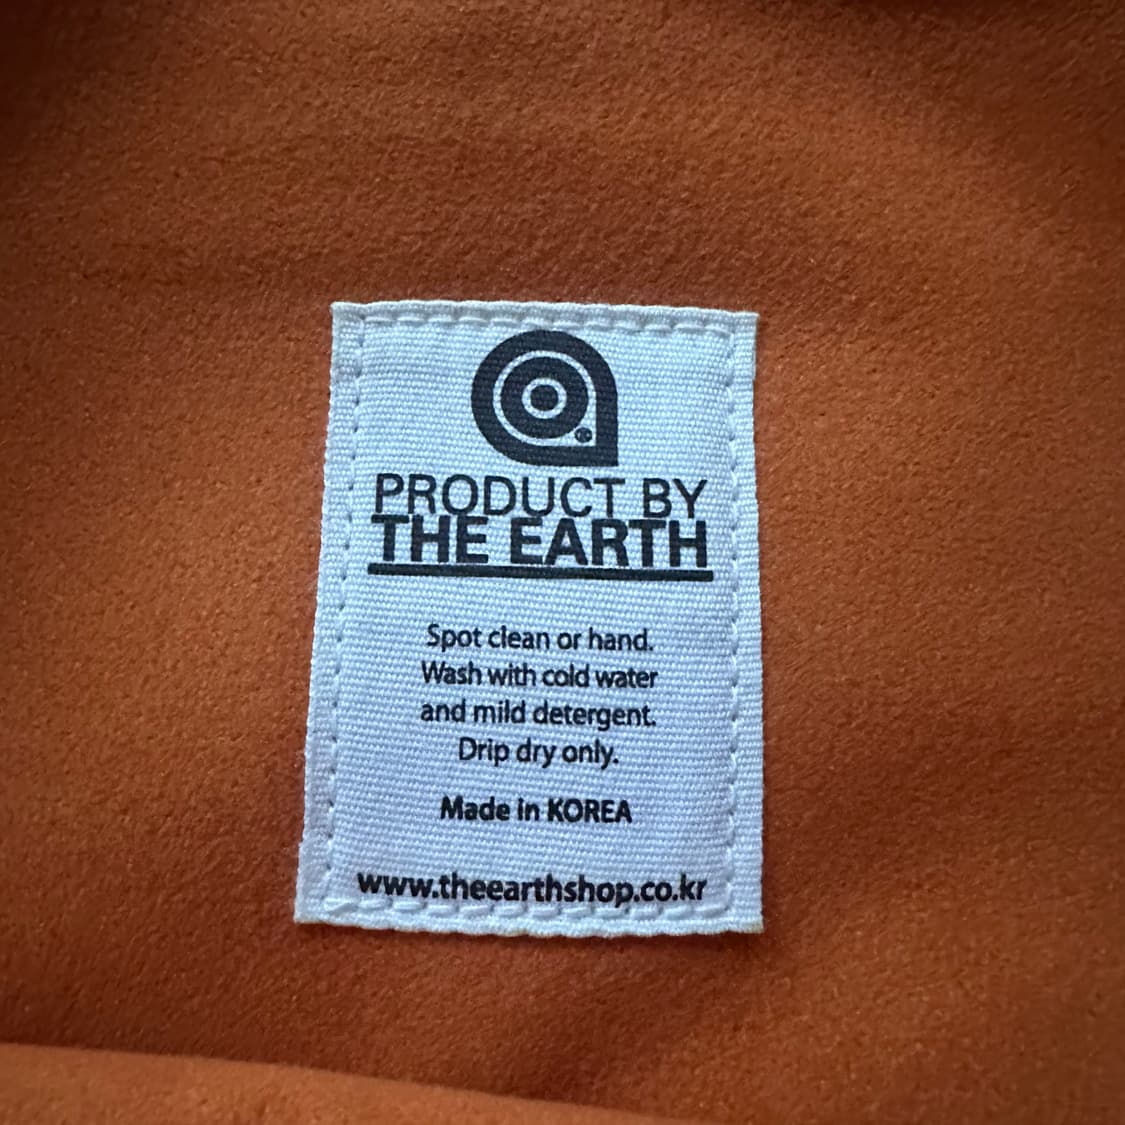 PRODUCT BY
THE EARTH
Spot clean or hand.
Wash with cold water
and mild detergent.
Drip dry only.
Made in KOREA
www.theearthshop.co.kr